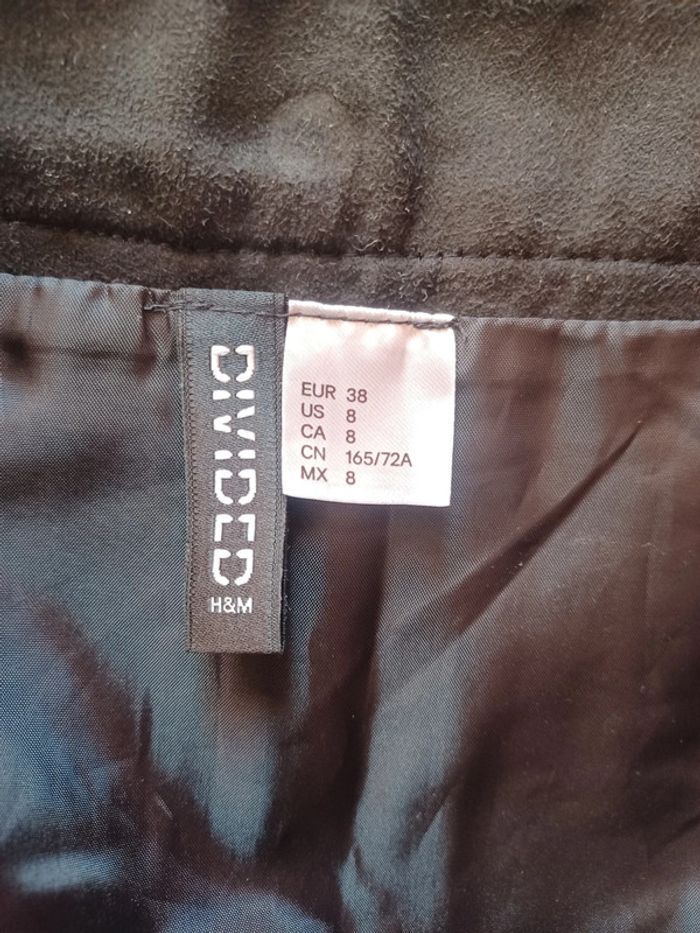 DIVIDED
H&M
EUR 38
US 8
CA 8
CN 165/72A
MX 8